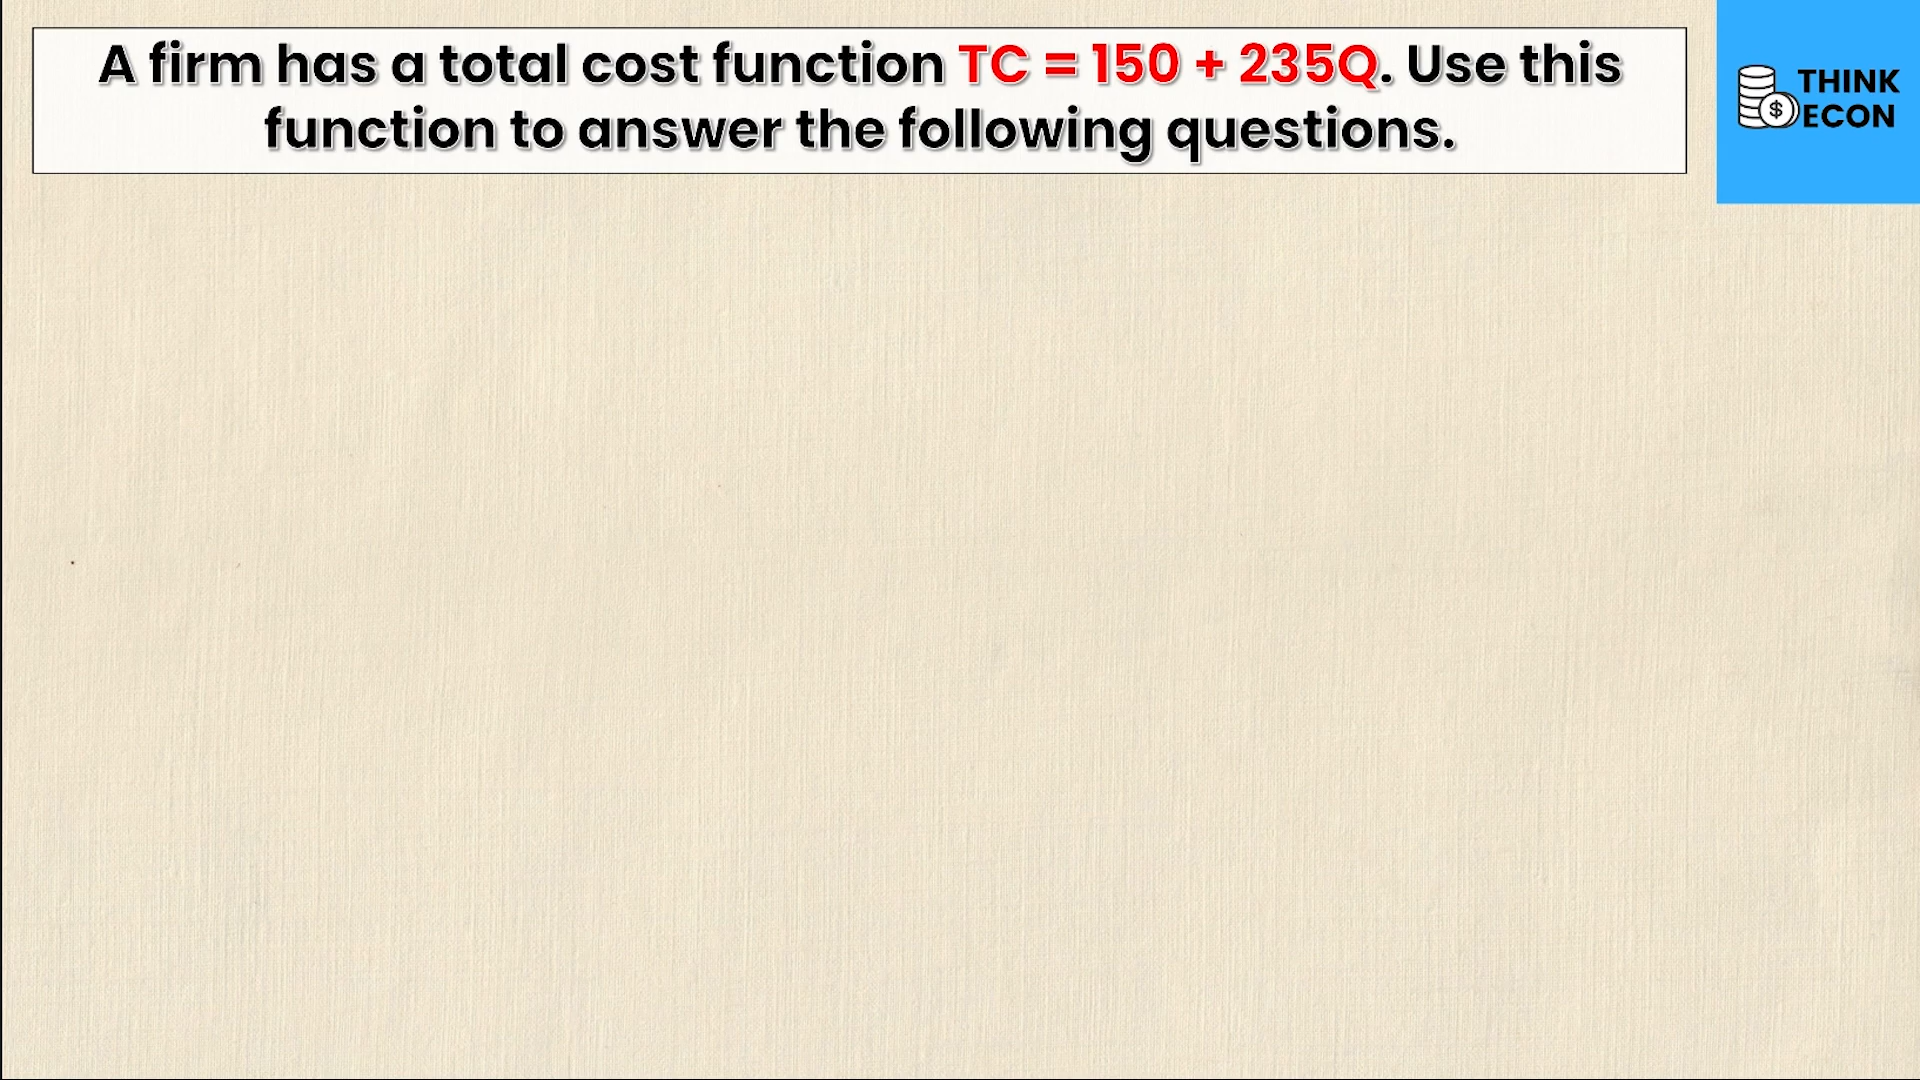 A firm has a total cost function TC = 150 + 235Q. Use this
function to answer the following questions.
THINK
$ ECON